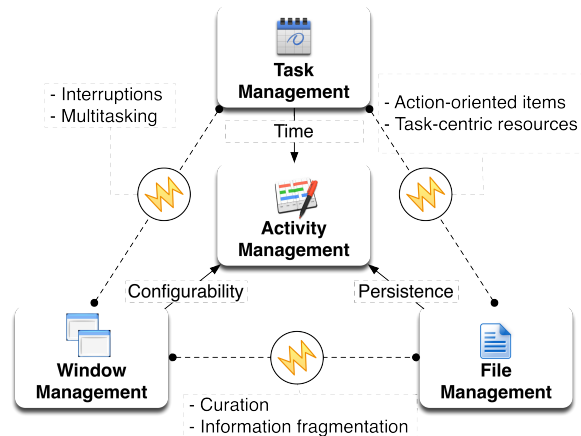 Task
Management
- Interruptions
- Multitasking
- Action-oriented items
- Task-centric resources
Time
Activity
Management
Configurability
Persistence
Window
Management
File
Management
- Curation
- Information fragmentation